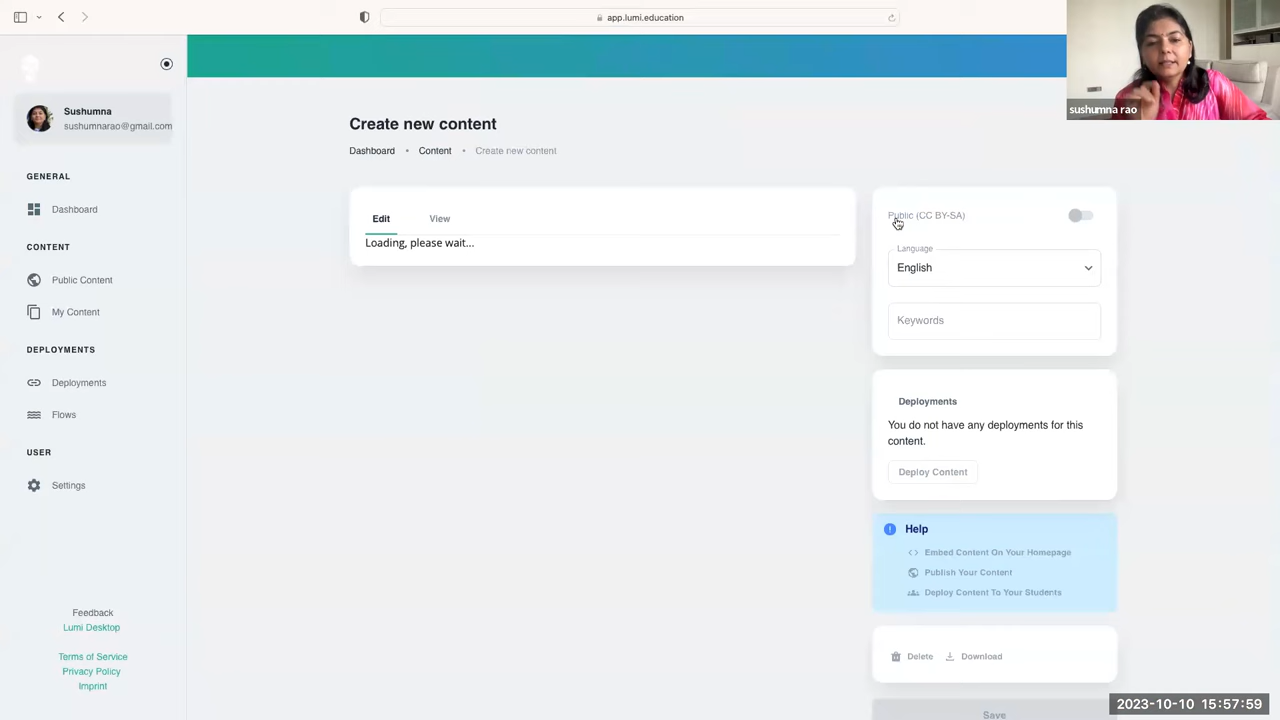 app.lumi.education
sushumna rao
Sushumna
sushumnarao@gmail.com
GENERAL
Dashboard
CONTENT
Public Content
My Content
DEPLOYMENTS
Deployments
Flows
USER
Settings
Feedback
Lumi Desktop
Terms of Service
Privacy Policy
Imprint
Create new content
Dashboard • Content • Create new content
Edit View
Loading, please wait...
Public (CC BY-SA)
Language
English
Keywords
Deployments
You do not have any deployments for this
content.
Deploy Content
Help
Embed Content On Your Homepage
Publish Your Content
Deploy Content To Your Students
Delete Download
Save
2023-10-10 15:57:59